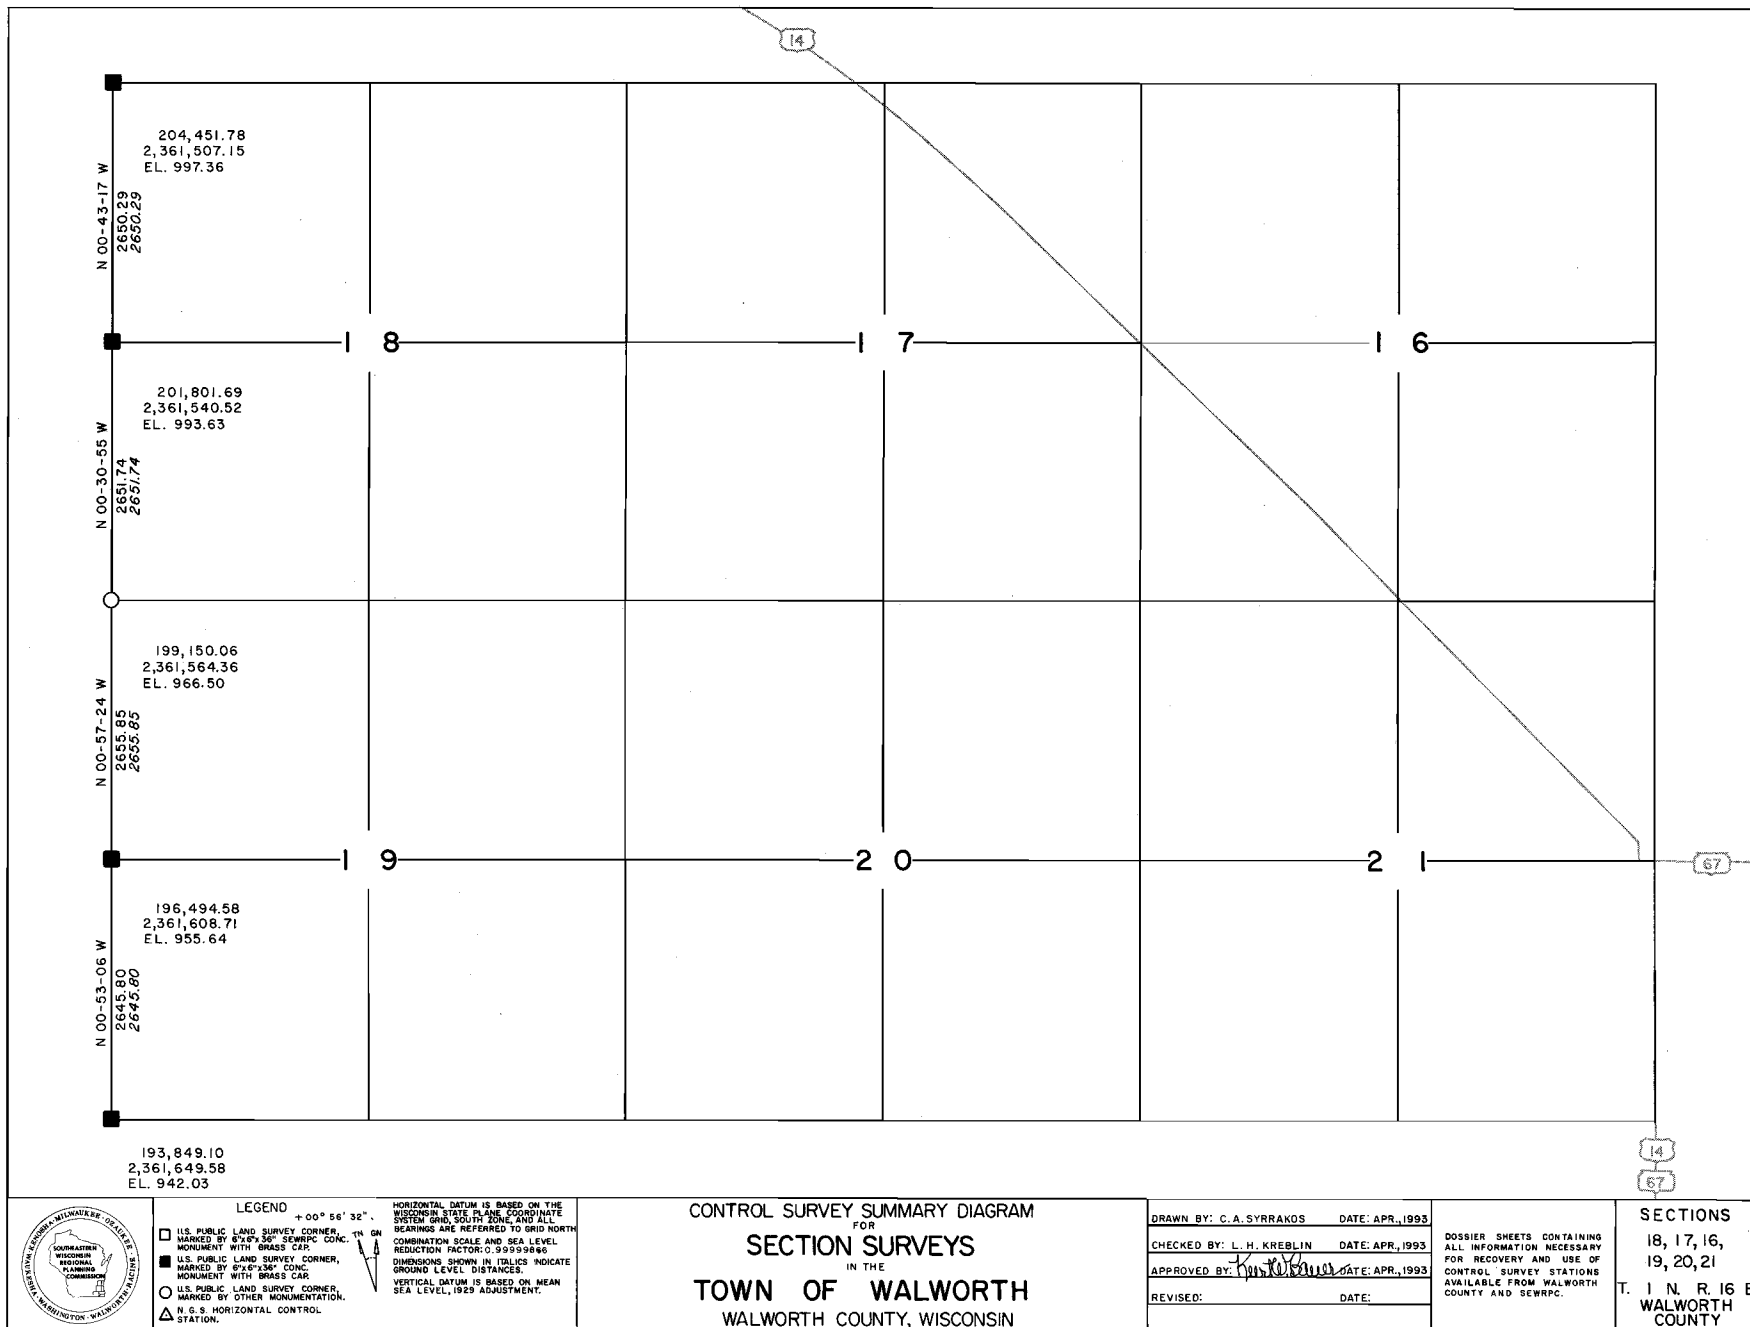 14
204,451.78
2,361,507.15
EL. 997.36
N 00-43-17 W
2650.29
2650.29
18
17
16
201,801.69
2,361,540.52
EL. 993.63
N 00-30-55 W
2651.74
2651.74
199,150.06
2,361,564.36
EL. 966.50
N 00-57-24 W
2655.85
2655.85
19
20
21
67
196,494.58
2,361,608.71
EL. 955.64
N 00-53-06 W
2645.80
2645.80
193,849.10
2,361,649.58
EL. 942.03
14
67
SOUTHEASTERN
WISCONSIN
REGIONAL
PLANNING
COMMISSION
KENOSHA·MILWAUKEE·OZAUKEE·RACINE·WALWORTH·WASHINGTON·WAUKESHA
LEGEND
U.S. PUBLIC LAND SURVEY CORNER,
MARKED BY 6"x6"x36" SEWRPC CONC.
MONUMENT WITH BRASS CAP.
U.S. PUBLIC LAND SURVEY CORNER,
MARKED BY 6"x6"x36" CONC.
MONUMENT WITH BRASS CAP.
U.S. PUBLIC LAND SURVEY CORNER,
MARKED BY OTHER MONUMENTATION.
N.G.S. HORIZONTAL CONTROL
STATION.
+00° 56' 32"
TN GN
HORIZONTAL DATUM IS BASED ON THE
WISCONSIN STATE PLANE COORDINATE
SYSTEM GRID, SOUTH ZONE, AND ALL
BEARINGS ARE REFERRED TO GRID NORTH
COMBINATION SCALE AND SEA LEVEL
REDUCTION FACTOR: 0.99999866
DIMENSIONS SHOWN IN ITALICS INDICATE
GROUND LEVEL DISTANCES.
VERTICAL DATUM IS BASED ON MEAN
SEA LEVEL, 1929 ADJUSTMENT.
CONTROL SURVEY SUMMARY DIAGRAM
FOR
SECTION SURVEYS
IN THE
TOWN OF WALWORTH
WALWORTH COUNTY, WISCONSIN
DRAWN BY: C.A. SYRRAKOS DATE: APR., 1993
CHECKED BY: L. H. KREBLIN DATE: APR., 1993
APPROVED BY: DATE: APR., 1993
REVISED: DATE:
DOSSIER SHEETS CONTAINING
ALL INFORMATION NECESSARY
FOR RECOVERY AND USE OF
CONTROL SURVEY STATIONS
AVAILABLE FROM WALWORTH
COUNTY AND SEWRPC.
SECTIONS
18, 17, 16,
19, 20, 21
T. 1 N. R. 16 E
WALWORTH
COUNTY